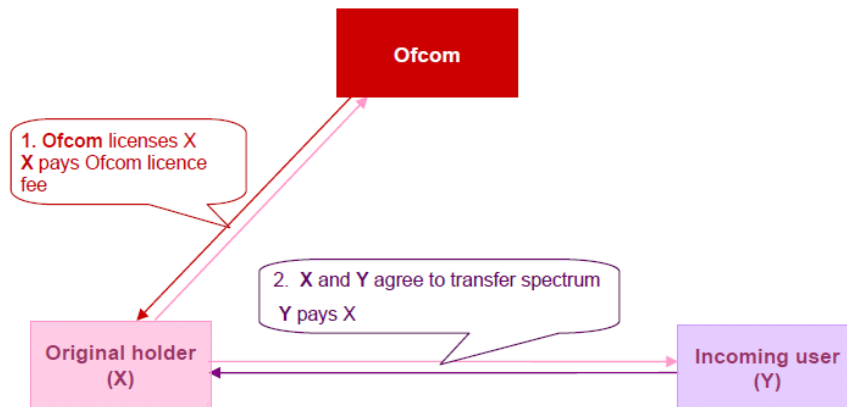 Ofcom
1. Ofcom licenses X
X pays Ofcom licence
fee
2. X and Y agree to transfer spectrum
Y pays X
Original holder
(X)
Incoming user
(Y)